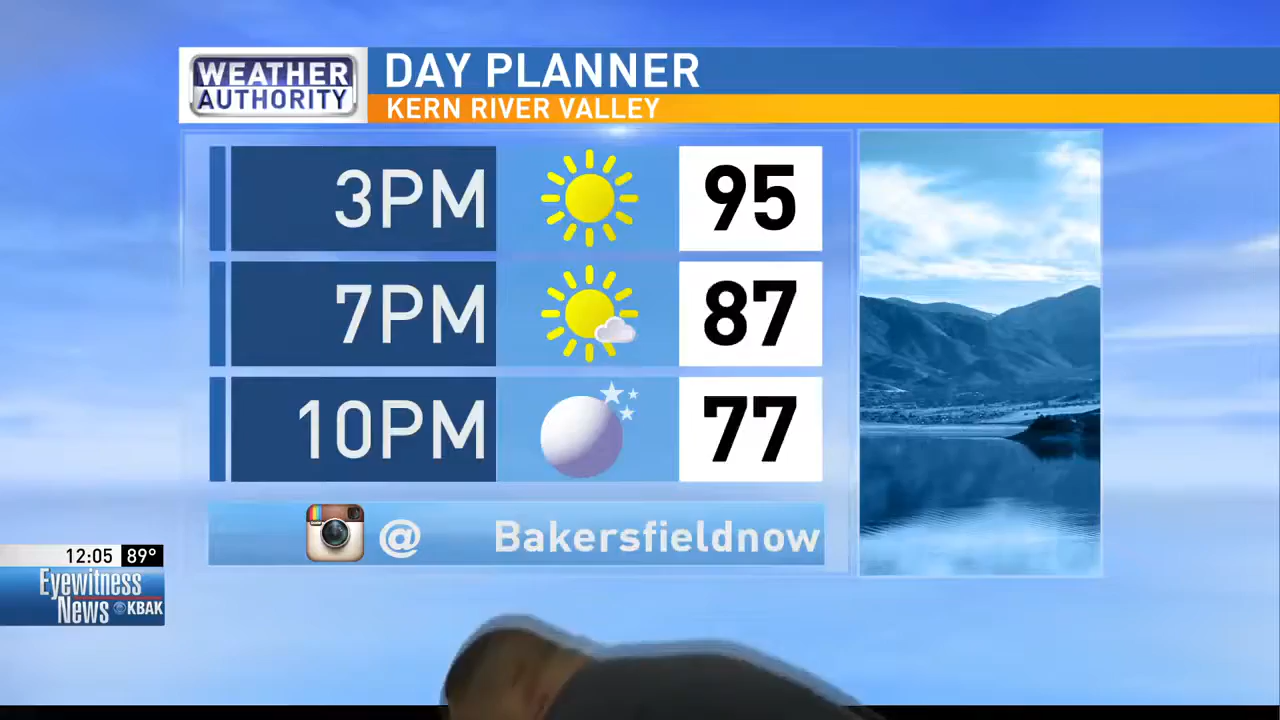 WEATHER AUTHORITY
DAY PLANNER
KERN RIVER VALLEY
3PM 95
7PM 87
10PM 77
@ Bakersfieldnow
12:05 89°
Eyewitness
News KBAK